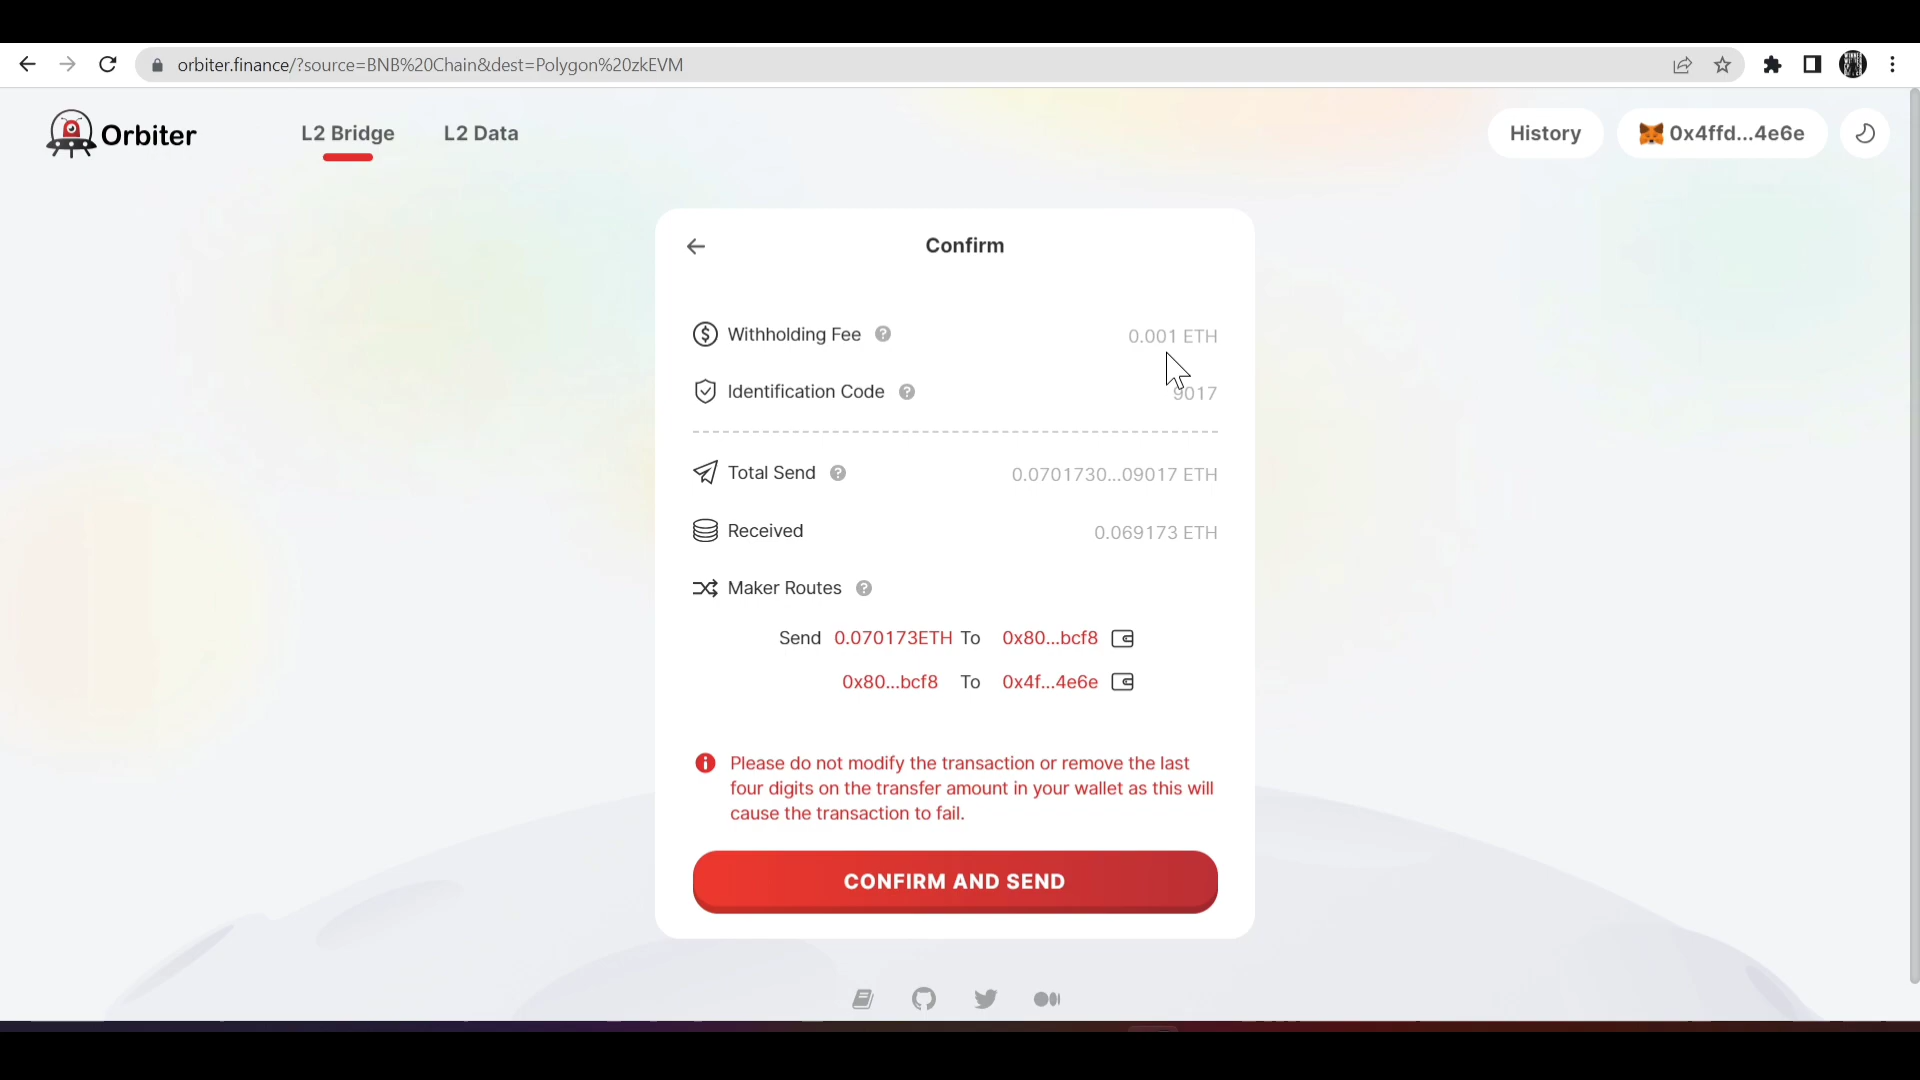 orbiter.finance/?source=BNB%20Chain&dest=Polygon%20zkEVM
Orbiter
L2 Bridge
L2 Data
History
0x4ffd...4e6e
Confirm
Withholding Fee ?
0.001 ETH
Identification Code ?
9017
Total Send ?
0.0701730...09017 ETH
Received
0.069173 ETH
Maker Routes ?
Send 0.070173ETH To 0x80...bcf8
0x80...bcf8 To 0x4f...4e6e
Please do not modify the transaction or remove the last
four digits on the transfer amount in your wallet as this will
cause the transaction to fail.
CONFIRM AND SEND